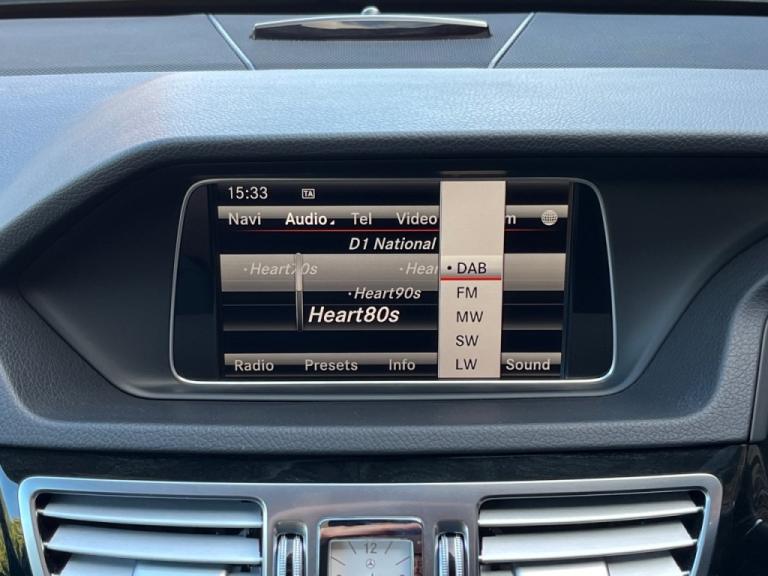 15:33 TA
Navi Audio Tel Video m
D1 National
·Heart70s ·Hear
·Heart90s
Heart80s
• DAB
FM
MW
SW
LW
Radio Presets Info Sound
12